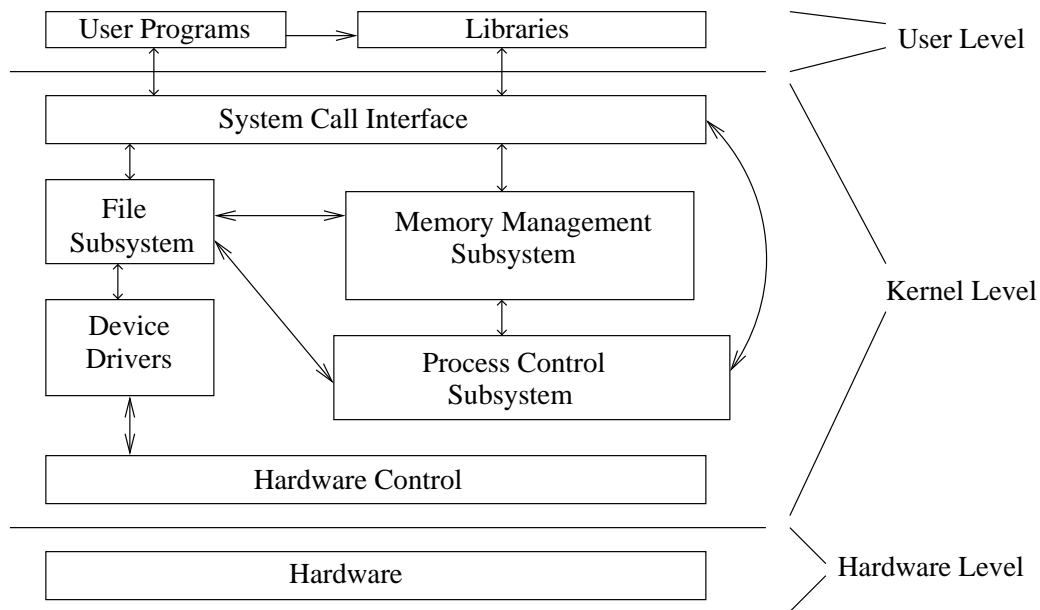 User Programs
Libraries
User Level
System Call Interface
File
Subsystem
Memory Management
Subsystem
Kernel Level
Device
Drivers
Process Control
Subsystem
Hardware Control
Hardware
Hardware Level